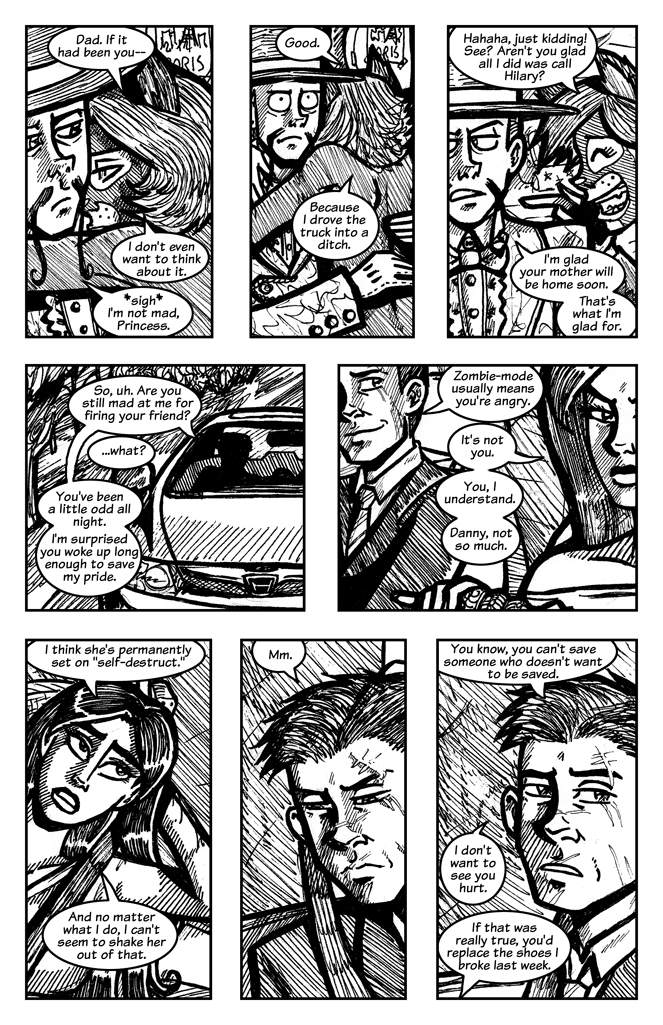 Dad. If it
had been you--
I don't even
want to think
about it.
*sigh*
I'm not mad,
Princess.
Good.
Because
I drove the
truck into a
ditch.
Hahaha, just kidding!
See? Aren't you glad
all I did was call
Hilary?
I'm glad
your mother will
be home soon.
That's
what I'm
glad for.
So, uh. Are you
still mad at me for
firing your friend?
...what?
You've been
a little odd all
night.
I'm surprised
you woke up long
enough to save
my pride.
Zombie-mode
usually means
you're angry.
It's not
you.
You, I
understand.
Danny, not
so much.
I think she's permanently
set on "self-destruct."
And no matter
what I do, I can't
seem to shake her
out of that.
Mm.
You know, you can't save
someone who doesn't want
to be saved.
I don't
want to
see you
hurt.
If that was
really true, you'd
replace the shoes I
broke last week.